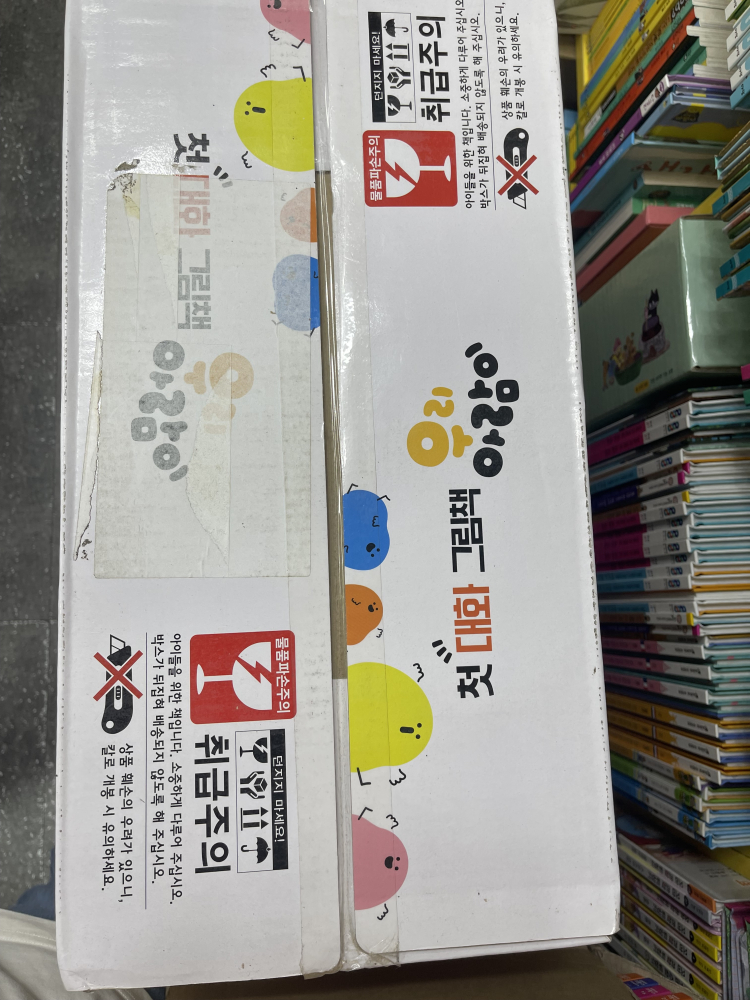 던지지 마세요!
취급주의
아이들을 위한 책입니다. 소중하게 다루어 주십시오.
박스가 뒤집혀 배송되지 않도록 해 주십시오.
상품 훼손의 우려가 있으니,
칼로 개봉 시 유의하세요.
물품파손주의
첫 대화 그림책
우리
아람이
첫 대화 그림책
우리
아람이
물품파손주의
던지지 마세요!
취급주의
아이들을 위한 책입니다. 소중하게 다루어 주십시오.
박스가 뒤집혀 배송되지 않도록 해 주십시오.
상품 훼손의 우려가 있으니,
칼로 개봉 시 유의하세요.